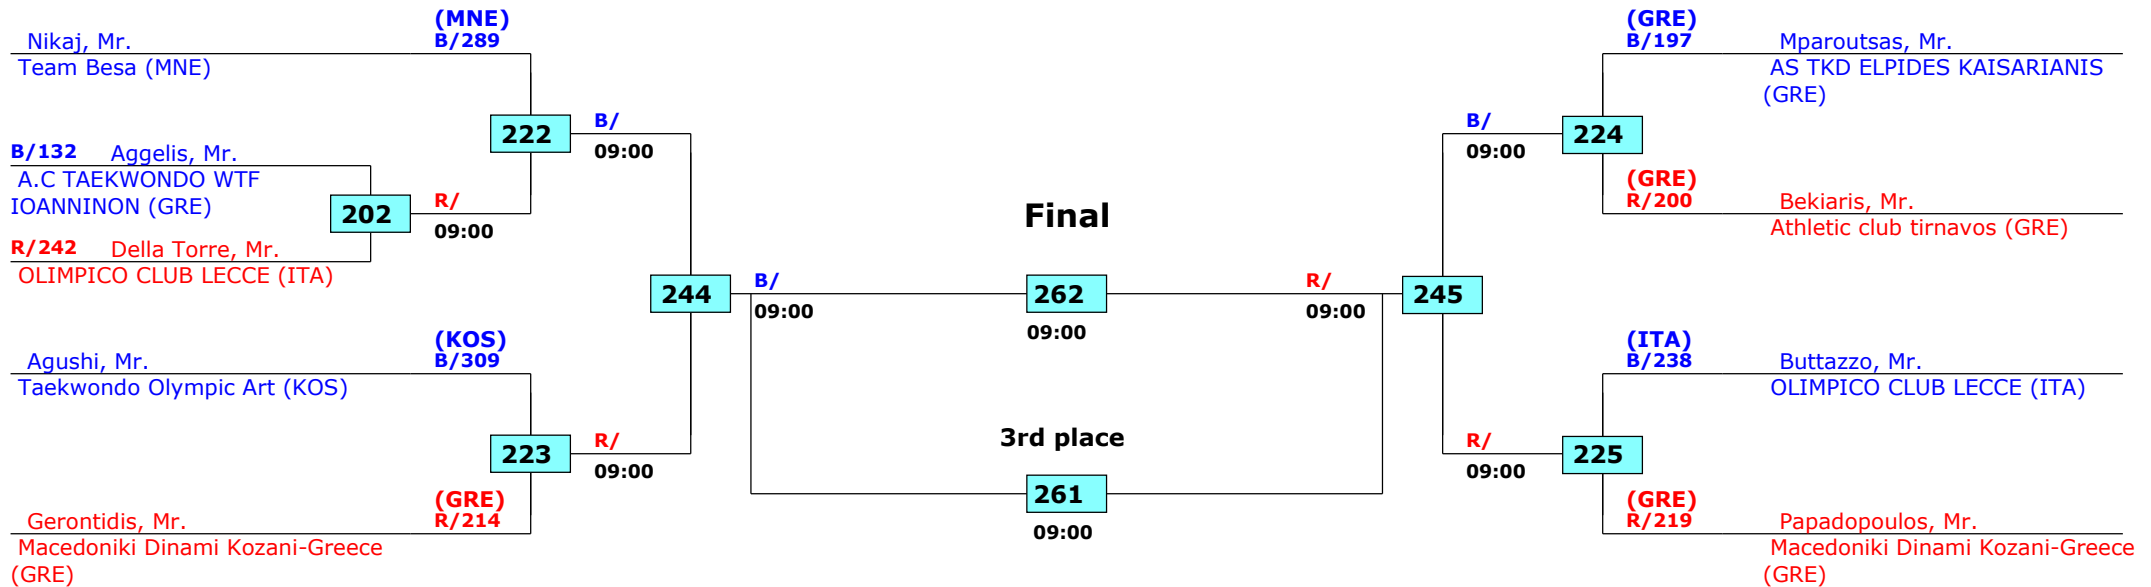 (MNE)
Nikaj, Mr. B/289
Team Besa (MNE)
222
B/
09:00
B/132 Aggelis, Mr.
A.C TAEKWONDO WTF
IOANNINON (GRE)
202
R/
09:00
R/242 Della Torre, Mr.
OLIMPICO CLUB LECCE (ITA)
244
B/
09:00
(KOS)
Agushi, Mr. B/309
Taekwondo Olympic Art (KOS)
223
R/
09:00
(GRE)
Gerontidis, Mr. R/214
Macedoniki Dinami Kozani-Greece
(GRE)
Final
262
09:00
3rd place
261
09:00
(GRE)
B/197 Mparoutsas, Mr.
AS TKD ELPIDES KAISARIANIS
(GRE)
B/
09:00
224
(GRE)
R/200 Bekiaris, Mr.
Athletic club tirnavos (GRE)
R/
09:00
245
(ITA)
B/238 Buttazzo, Mr.
OLIMPICO CLUB LECCE (ITA)
R/
09:00
225
(GRE)
R/219 Papadopoulos, Mr.
Macedoniki Dinami Kozani-Greece
(GRE)